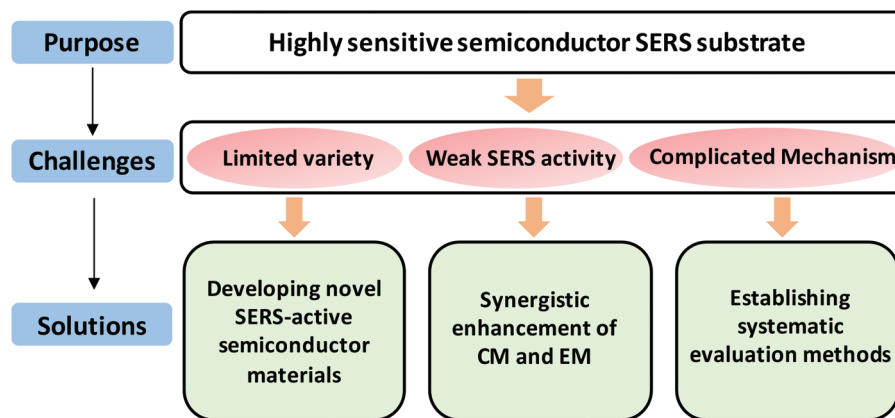 Purpose
Highly sensitive semiconductor SERS substrate
Challenges
Limited variety
Weak SERS activity
Complicated Mechanism
Solutions
Developing novel
SERS-active
semiconductor
materials
Synergistic
enhancement of
CM and EM
Establishing
systematic
evaluation methods